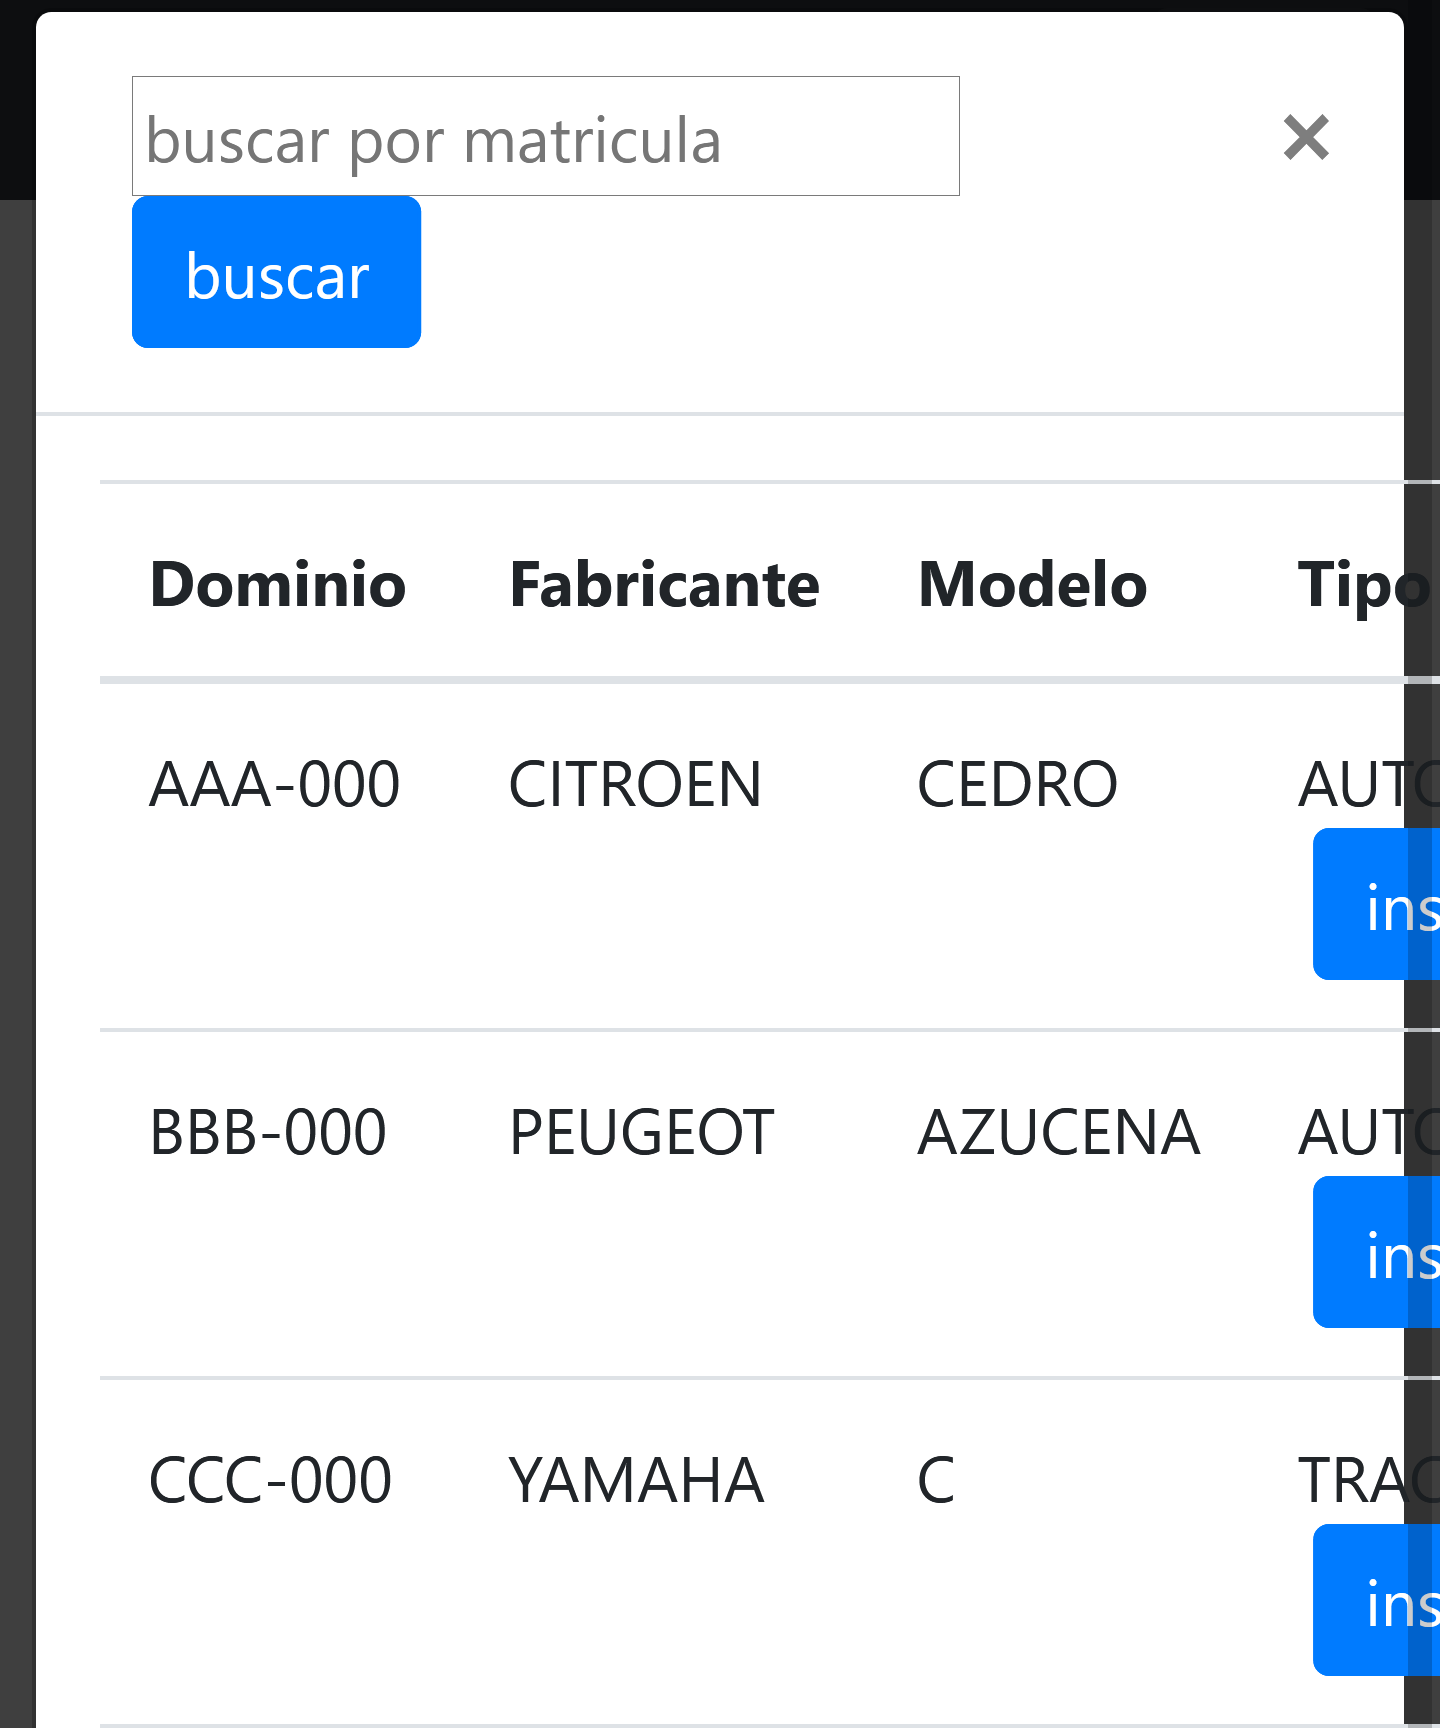 buscar por matricula
×
buscar
Dominio Fabricante Modelo Tipo
AAA-000 CITROEN CEDRO
BBB-000 PEUGEOT AZUCENA
CCC-000 YAMAHA C